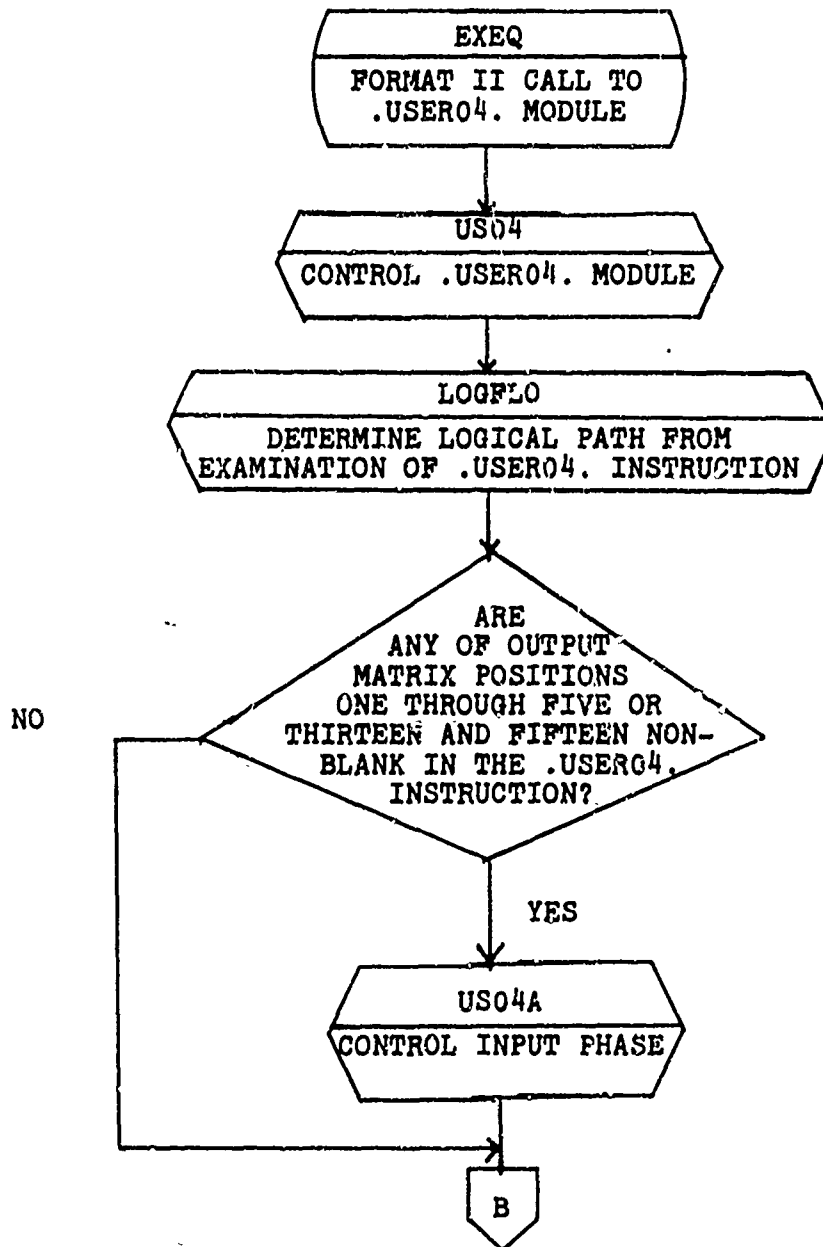 EXEQ
FORMAT II CALL TO
.USER04. MODULE
US04
CONTROL .USER04. MODULE
LOGFLO
DETERMINE LOGICAL PATH FROM
EXAMINATION OF .USER04. INSTRUCTION
ARE
ANY OF OUTPUT
MATRIX POSITIONS
ONE THROUGH FIVE OR
THIRTEEN AND FIFTEEN NON-
BLANK IN THE .USER04.
INSTRUCTION?
NO
YES
US04A
CONTROL INPUT PHASE
B